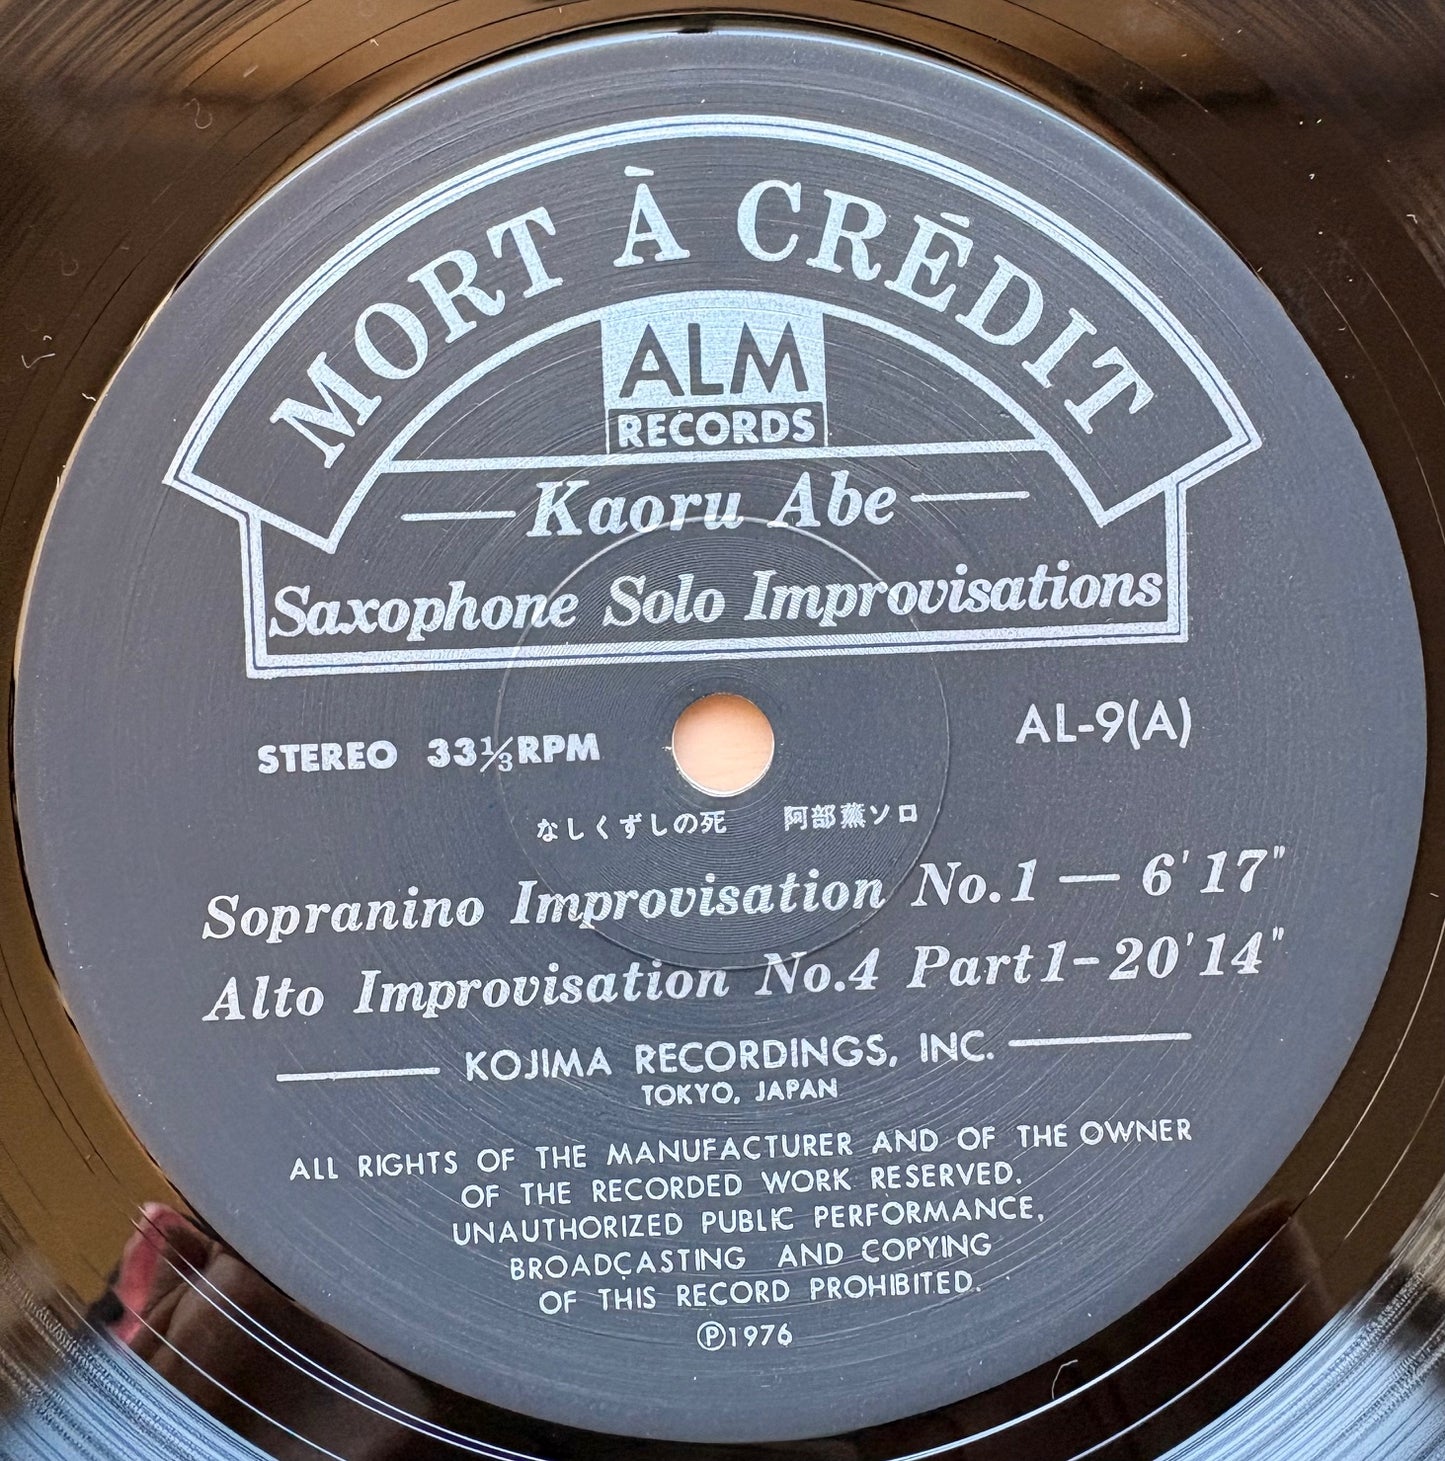 MORT À CRÉDIT
ALM
RECORDS
Kaoru Abe
Saxophone Solo Improvisations
STEREO 33⅓RPM
AL-9(A)
なしくずしの死 阿部薫ソロ
Sopranino Improvisation No.1 — 6'17"
Alto Improvisation No.4 Part1-20'14"
KOJIMA RECORDINGS, INC.
TOKYO, JAPAN
ALL RIGHTS OF THE MANUFACTURER AND OF THE OWNER
OF THE RECORDED WORK RESERVED.
UNAUTHORIZED PUBLIC PERFORMANCE,
BROADCASTING AND COPYING
OF THIS RECORD PROHIBITED.
Ⓟ1976